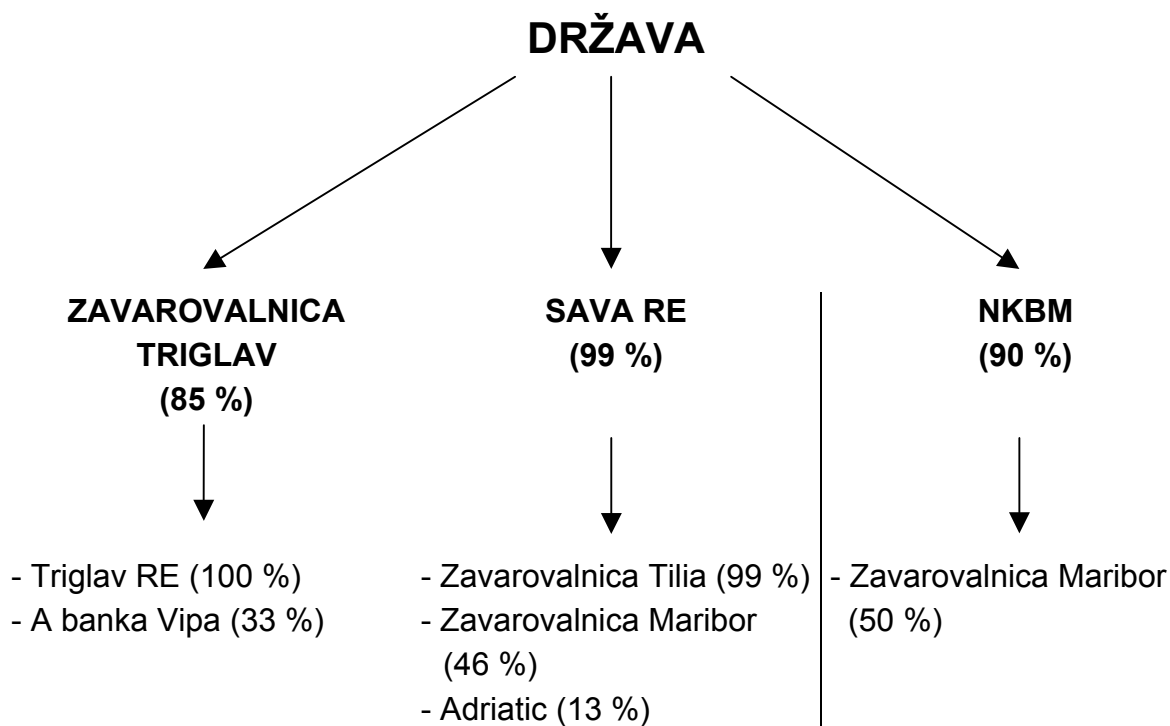 DRŽAVA
ZAVAROVALNICA
TRIGLAV
(85 %)
SAVA RE
(99 %)
NKBM
(90 %)
- Triglav RE (100 %)
- A banka Vipa (33 %)
- Zavarovalnica Tilia (99 %)
- Zavarovalnica Maribor
(46 %)
- Adriatic (13 %)
- Zavarovalnica Maribor
(50 %)